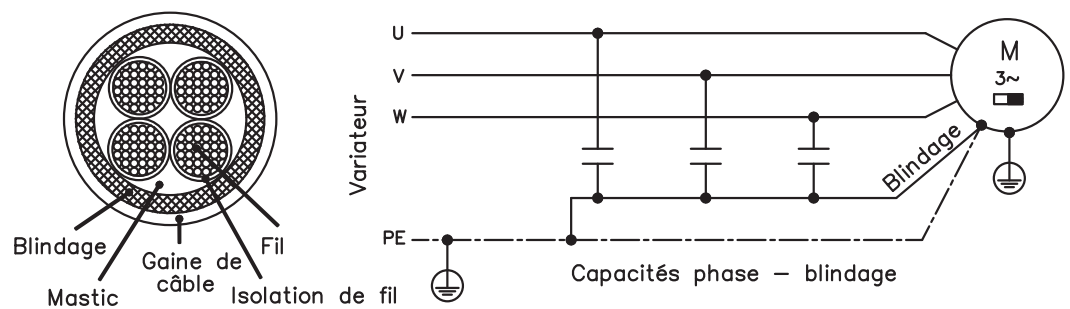 Blindage
Mastic
Gaine de
câble
Isolation de fil
Fil
Variateur
U
V
W
PE
M
3~
Blindage
Capacités phase – blindage